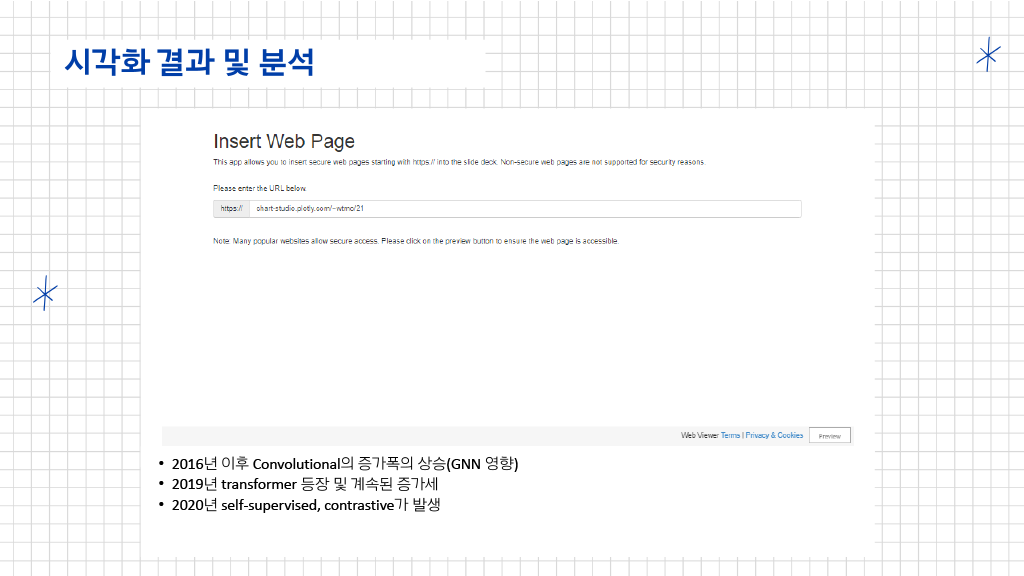 시각화 결과 및 분석
Insert Web Page
This app allows you to insert secure web pages starting with https:// into the slide deck. Non-secure web pages are not supported for security reasons.
Please enter the URL below.
https:// chart-studio.plotly.com/~wtmo/21
Note: Many popular websites allow secure access. Please click on the preview button to ensure the web page is accessible.
Web Viewer Terms | Privacy & Cookies Preview
• 2016년 이후 Convolutional의 증가폭의 상승(GNN 영향)
• 2019년 transformer 등장 및 계속된 증가세
• 2020년 self-supervised, contrastive가 발생